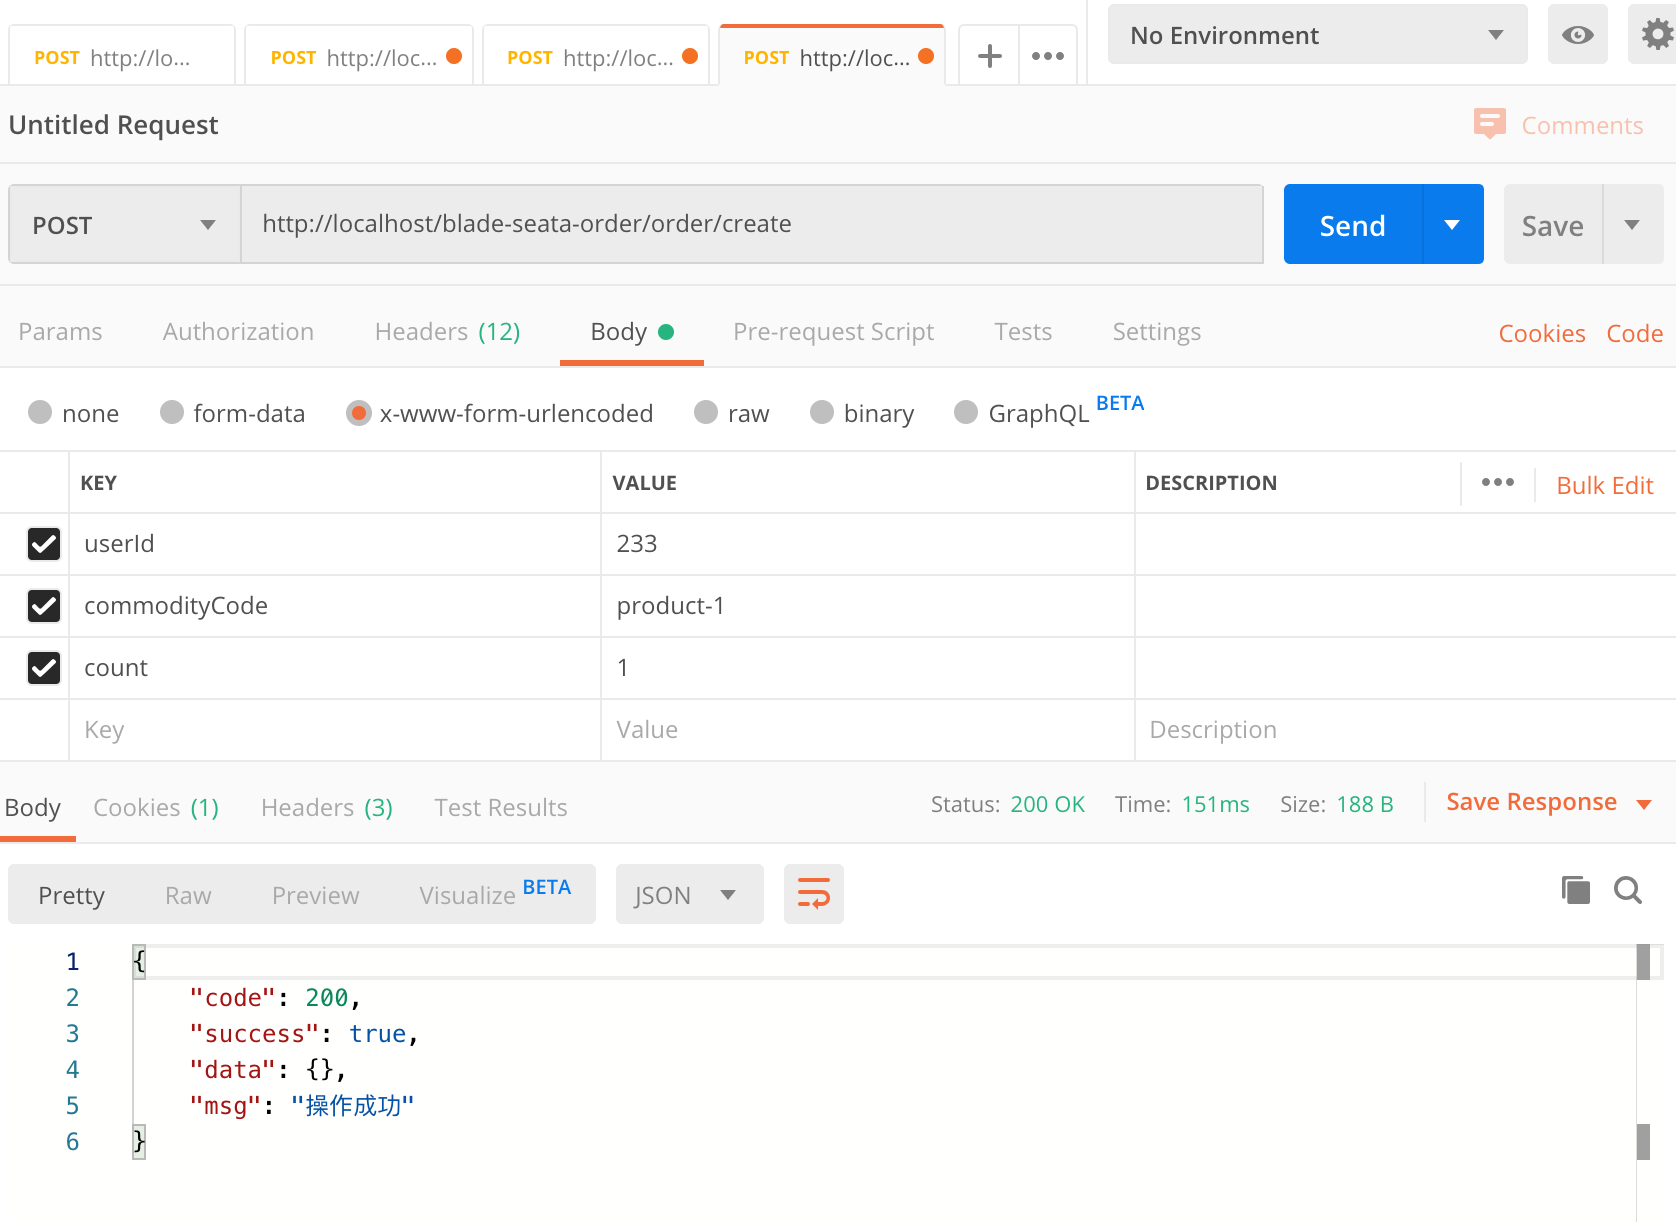 POST http://lo... POST http://loc... POST http://loc... POST http://loc... No Environment
Untitled Request Comments
POST http://localhost/blade-seata-order/order/create Send Save
Params Authorization Headers (12) Body Pre-request Script Tests Settings Cookies Code
none form-data x-www-form-urlencoded raw binary GraphQL BETA
KEY VALUE DESCRIPTION Bulk Edit
userId 233
commodityCode product-1
count 1
Key Value Description
Body Cookies (1) Headers (3) Test Results Status: 200 OK Time: 151ms Size: 188 B Save Response
Pretty Raw Preview Visualize BETA JSON
1 {
2 "code": 200,
3 "success": true,
4 "data": {},
5 "msg": "操作成功"
6 }